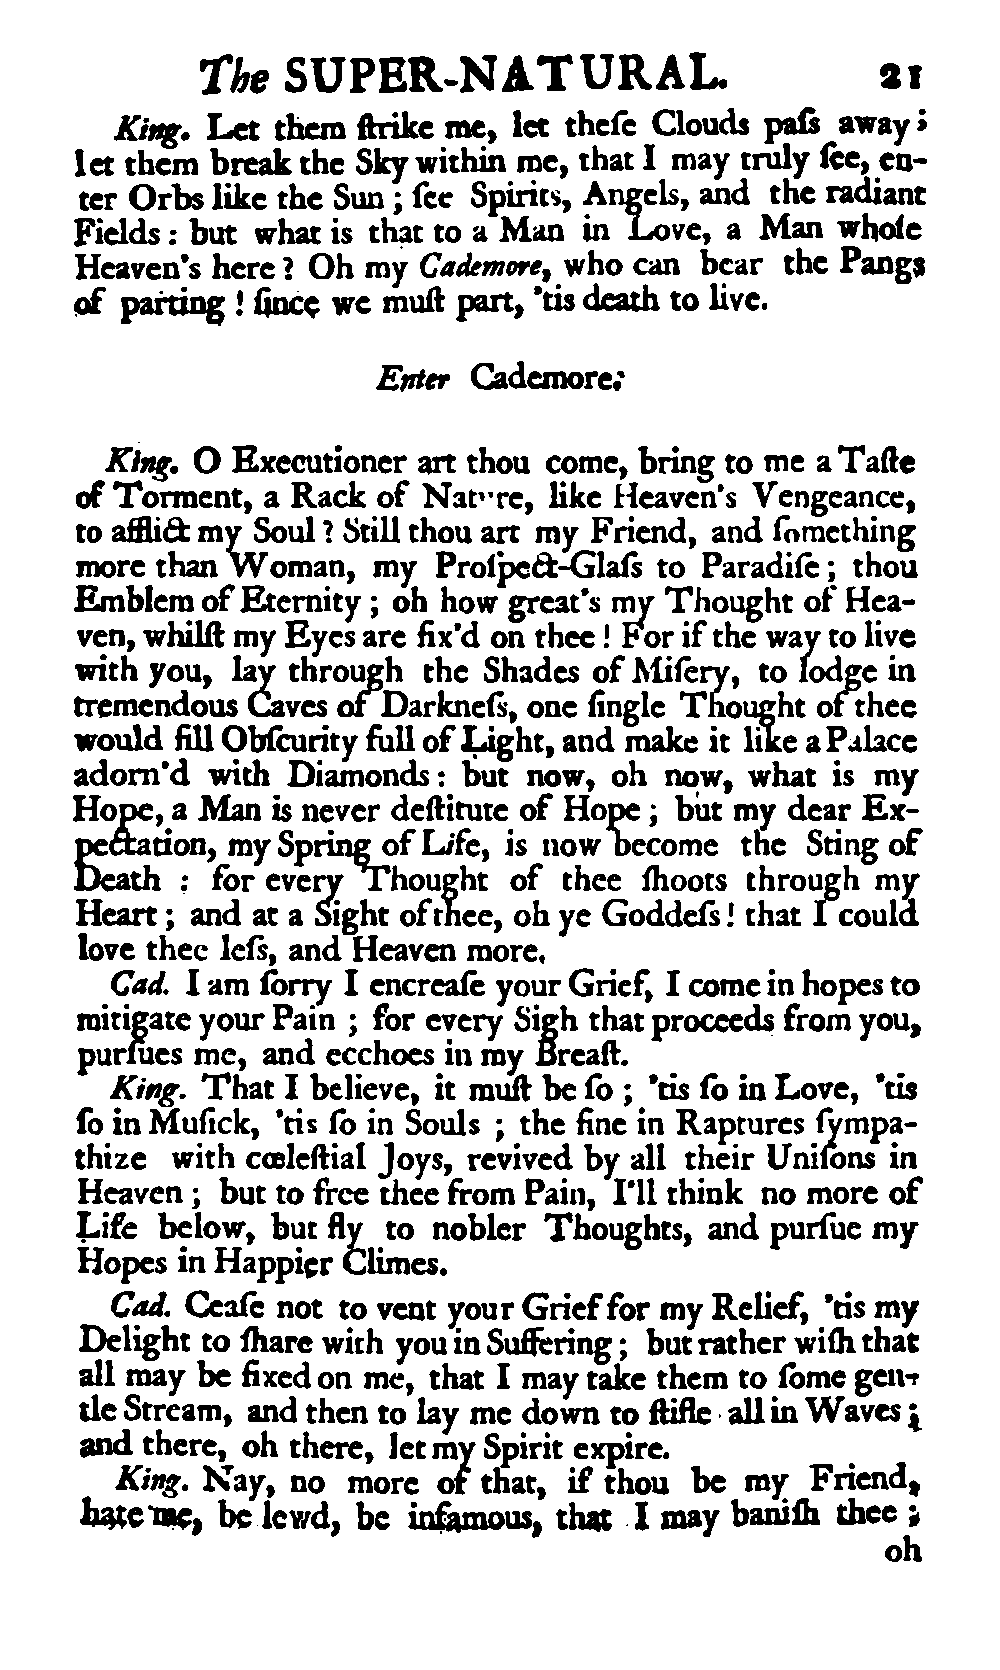 The SUPER-NATURAL. 21
King. Let them ſtrike me, let theſe Clouds paſs away;
let them break the Sky within me, that I may truly ſee, en-
ter Orbs like the Sun; ſee Spirits, Angels, and the radiant
Fields: but what is that to a Man in Love, a Man whoſe
Heaven's here? Oh my Cademore, who can bear the Pangs
of parting! ſince we muſt part, 'tis death to live.
Enter Cademore:
King. O Executioner art thou come, bring to me a Taſte
of Torment, a Rack of Nature, like Heaven's Vengeance,
to afflict my Soul? Still thou art my Friend, and ſomething
more than Woman, my Proſpect-Glaſs to Paradiſe; thou
Emblem of Eternity; oh how great's my Thought of Hea-
ven, whilſt my Eyes are fix'd on thee! For if the way to live
with you, lay through the Shades of Miſery, to lodge in
tremendous Caves of Darkneſs, one ſingle Thought of thee
would fill Obſcurity full of Light, and make it like a Palace
adorn'd with Diamonds: but now, oh now, what is my
Hope, a Man is never deſtitute of Hope; but my dear Ex-
pectation, my Spring of Life, is now become the Sting of
Death: for every Thought of thee ſhoots through my
Heart; and at a Sight of thee, oh ye Goddeſs! that I could
love thee leſs, and Heaven more.
Cad. I am ſorry I encreaſe your Grief, I come in hopes to
mitigate your Pain; for every Sigh that proceeds from you,
purſues me, and ecchoes in my Breaſt.
King. That I believe, it muſt be ſo; 'tis ſo in Love, 'tis
ſo in Muſick, 'tis ſo in Souls; the fine in Raptures ſympa-
thize with cœleſtial Joys, revived by all their Uniſons in
Heaven; but to free thee from Pain, I'll think no more of
Life below, but fly to nobler Thoughts, and purſue my
Hopes in Happier Climes.
Cad. Ceaſe not to vent your Grief for my Relief, 'tis my
Delight to ſhare with you in Suffering; but rather wiſh that
all may be fixed on me, that I may take them to ſome gen-
tle Stream, and then to lay me down to ſtifle all in Waves;
and there, oh there, let my Spirit expire.
King. Nay, no more of that, if thou be my Friend,
hate me, be lewd, be infamous, that I may baniſh thee;
oh